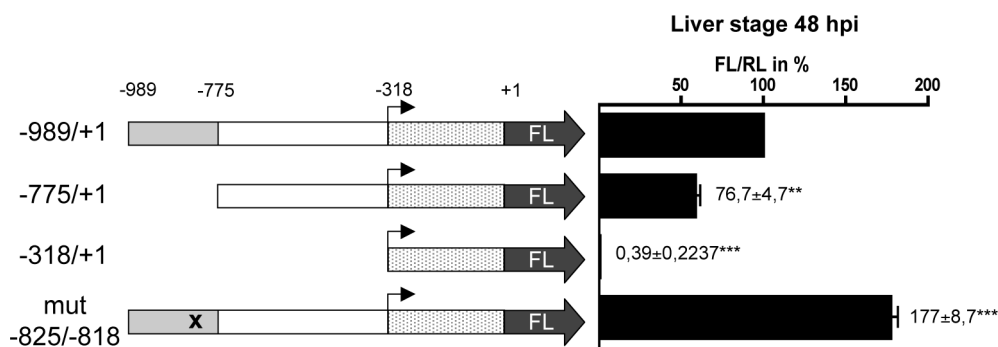 Liver stage 48 hpi
FL/RL in %
50 100 150 200
-989 -775 -318 +1
-989/+1 FL
-775/+1 FL 76,7±4,7**
-318/+1 FL 0,39±0,2237***
mut
-825/-818 x FL 177±8,7***